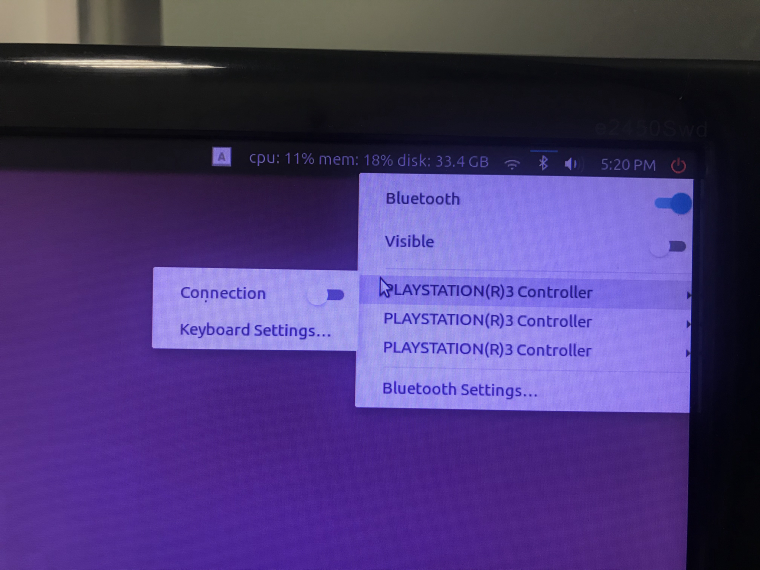 e2450Swd
A cpu: 11% mem: 18% disk: 33.4 GB 5:20 PM
Bluetooth
Visible
PLAYSTATION(R)3 Controller
PLAYSTATION(R)3 Controller
PLAYSTATION(R)3 Controller
Bluetooth Settings...
Connection
Keyboard Settings...